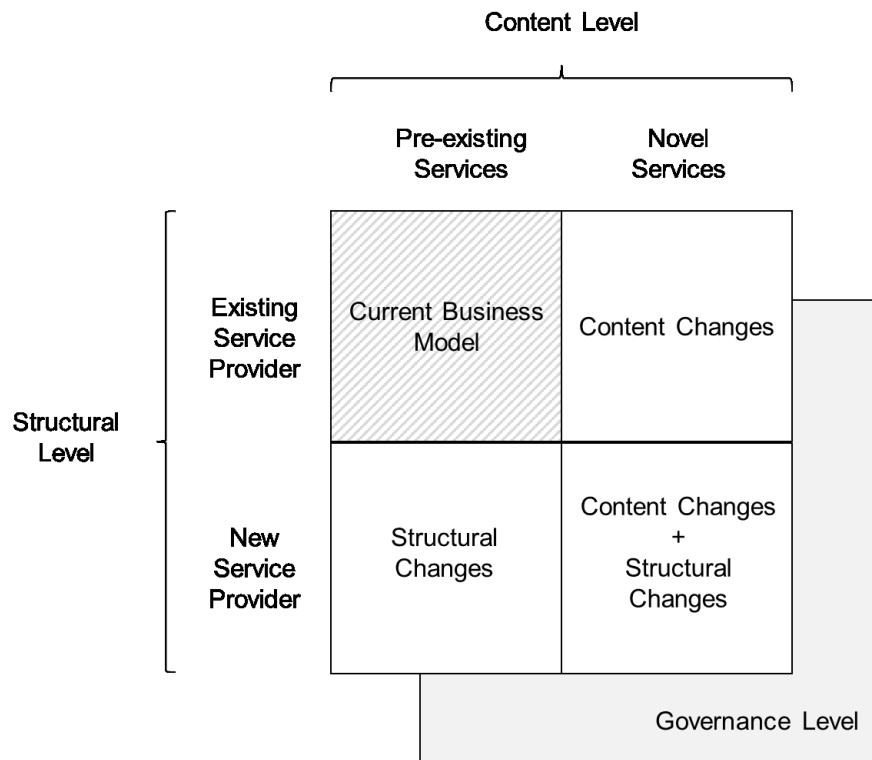 Content Level
Pre-existing
Services
Novel
Services
Existing
Service
Provider
Current Business
Model
Content Changes
Structural
Level
New
Service
Provider
Structural
Changes
Content Changes
+
Structural
Changes
Governance Level